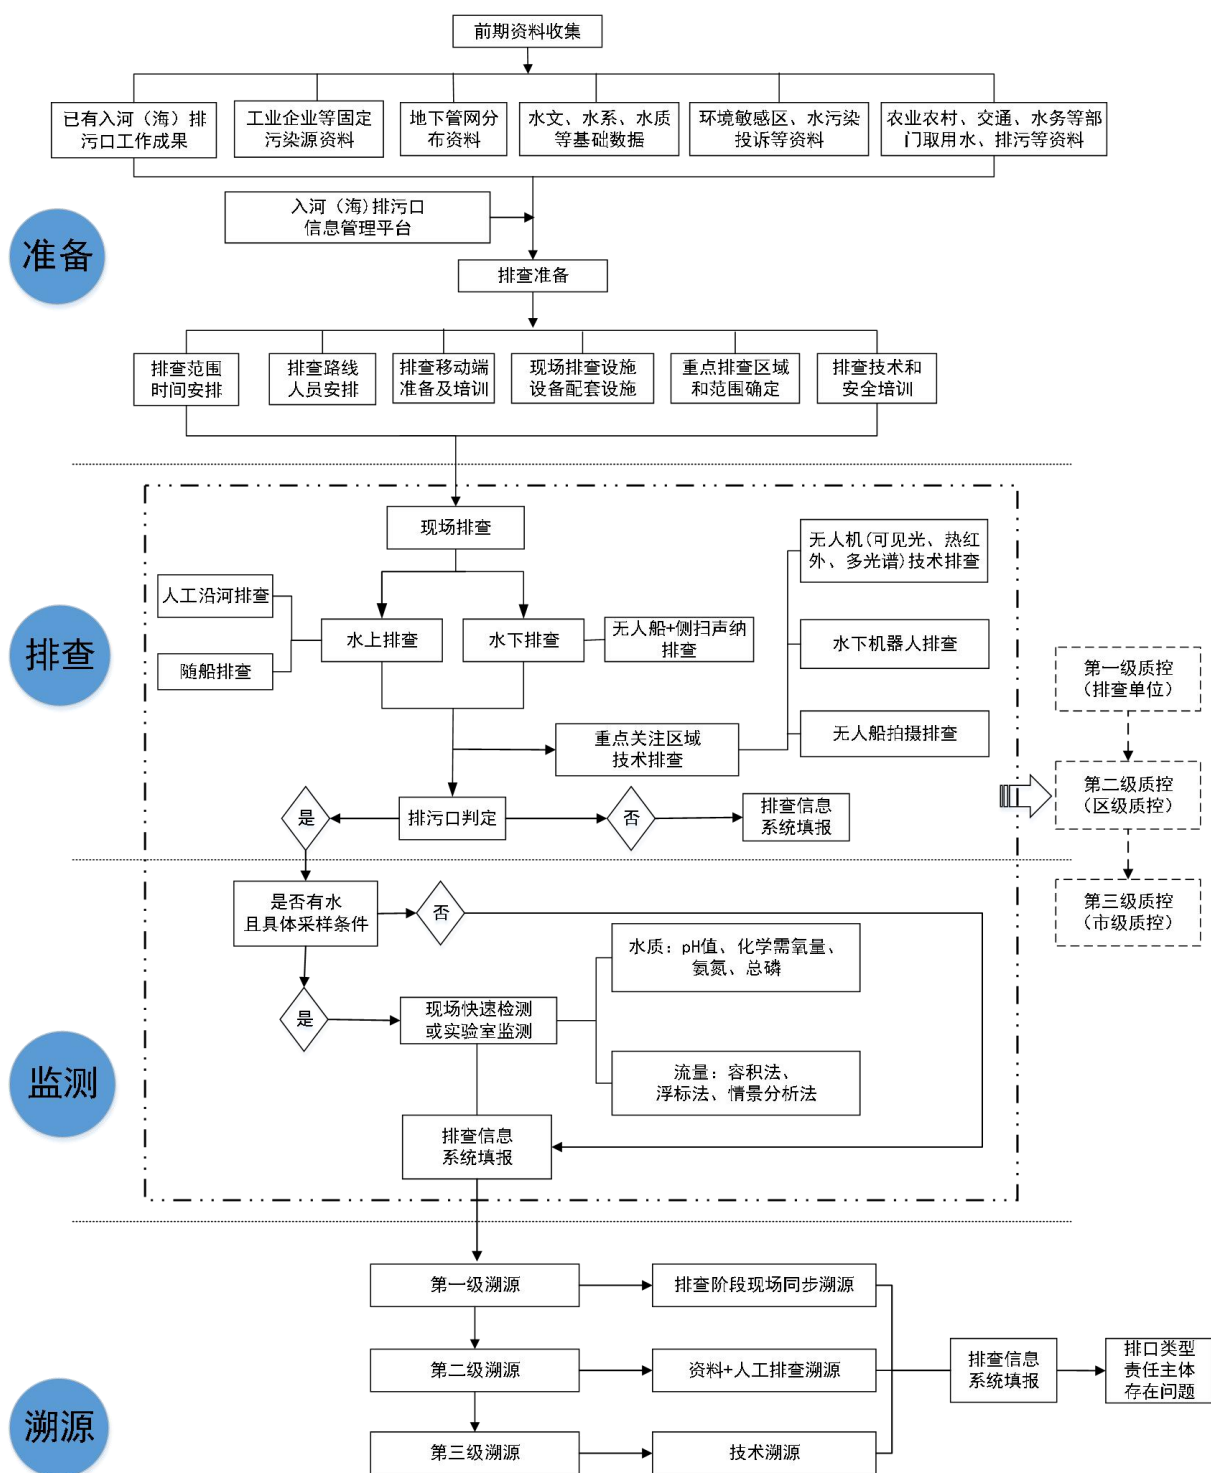 前期资料收集
已有入河（海）排
污口工作成果
工业企业等固定
污染源资料
地下管网分
布资料
水文、水系、水质
等基础数据
环境敏感区、水污染
投诉等资料
农业农村、交通、水务等部
门取用水、排污等资料
入河（海）排污口
信息管理平台
准备
排查准备
排查范围
时间安排
排查路线
人员安排
排查移动端
准备及培训
现场排查设施
设备配套设施
重点排查区域
和范围确定
排查技术和
安全培训
现场排查
无人机(可见光、热红
外、多光谱)技术排查
人工沿河排查
水上排查
水下排查
无人船+侧扫声纳
排查
水下机器人排查
排查
随船排查
第一级质控
（排查单位）
重点关注区域
技术排查
无人船拍摄排查
第二级质控
（区级质控）
是
排污口判定
否
排查信息
系统填报
是否有水
且具体采样条件
否
第三级质控
（市级质控）
水质：pH值、化学需氧量、
氨氮、总磷
是
现场快速检测
或实验室监测
监测
流量：容积法、
浮标法、情景分析法
排查信息
系统填报
第一级溯源
排查阶段现场同步溯源
第二级溯源
资料+人工排查溯源
排查信息
系统填报
排口类型
责任主体
存在问题
溯源
第三级溯源
技术溯源